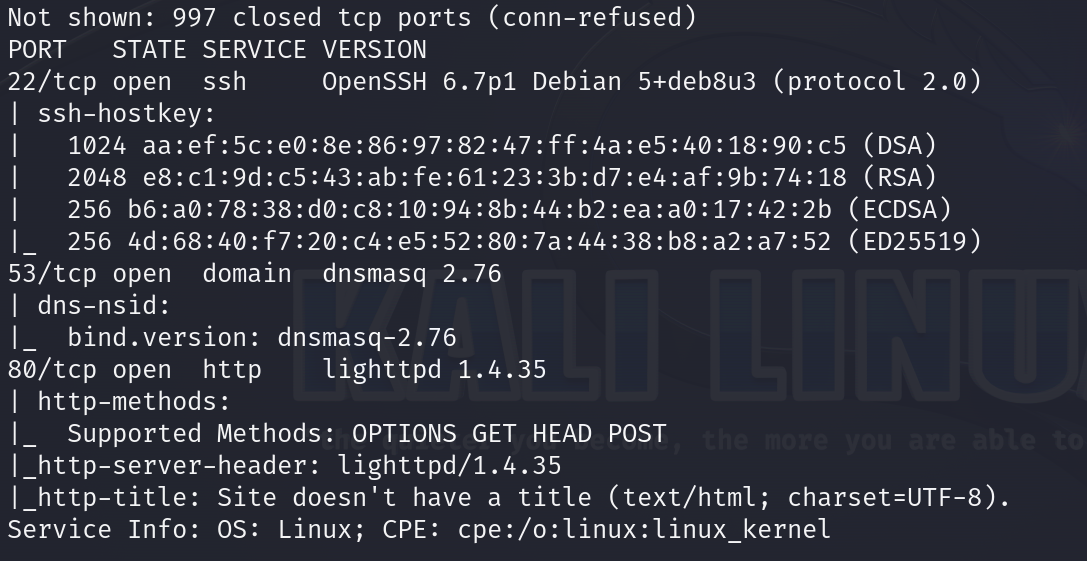 Not shown: 997 closed tcp ports (conn-refused)
PORT   STATE SERVICE VERSION
22/tcp open  ssh     OpenSSH 6.7p1 Debian 5+deb8u3 (protocol 2.0)
| ssh-hostkey:
|   1024 aa:ef:5c:e0:8e:86:97:82:47:ff:4a:e5:40:18:90:c5 (DSA)
|   2048 e8:c1:9d:c5:43:ab:fe:61:23:3b:d7:e4:af:9b:74:18 (RSA)
|   256 b6:a0:78:38:d0:c8:10:94:8b:44:b2:ea:a0:17:42:2b (ECDSA)
|_  256 4d:68:40:f7:20:c4:e5:52:80:7a:44:38:b8:a2:a7:52 (ED25519)
53/tcp open  domain  dnsmasq 2.76
| dns-nsid:
|_  bind.version: dnsmasq-2.76
80/tcp open  http    lighttpd 1.4.35
| http-methods:
|_  Supported Methods: OPTIONS GET HEAD POST
|_http-server-header: lighttpd/1.4.35
|_http-title: Site doesn't have a title (text/html; charset=UTF-8).
Service Info: OS: Linux; CPE: cpe:/o:linux:linux_kernel
KALI LINU
the more you are able to